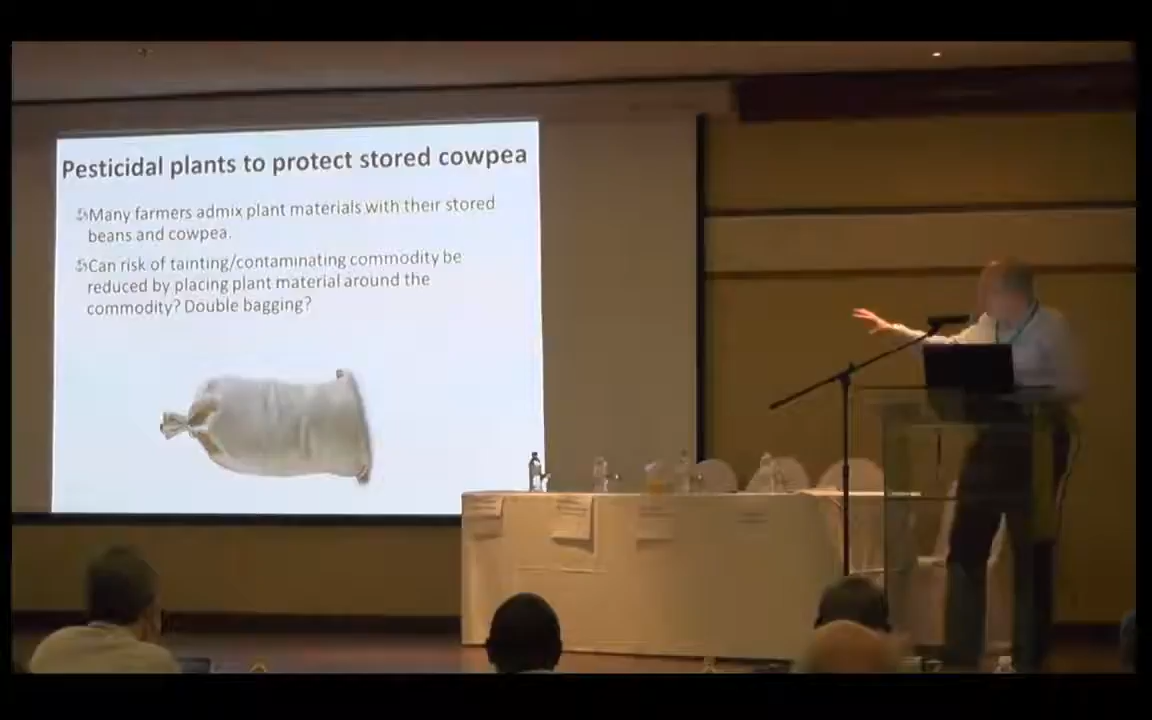 Pesticidal plants to protect stored cowpea
Many farmers admix plant materials with their stored
beans and cowpea.
Can risk of tainting/contaminating commodity be
reduced by placing plant material around the
commodity? Double bagging?